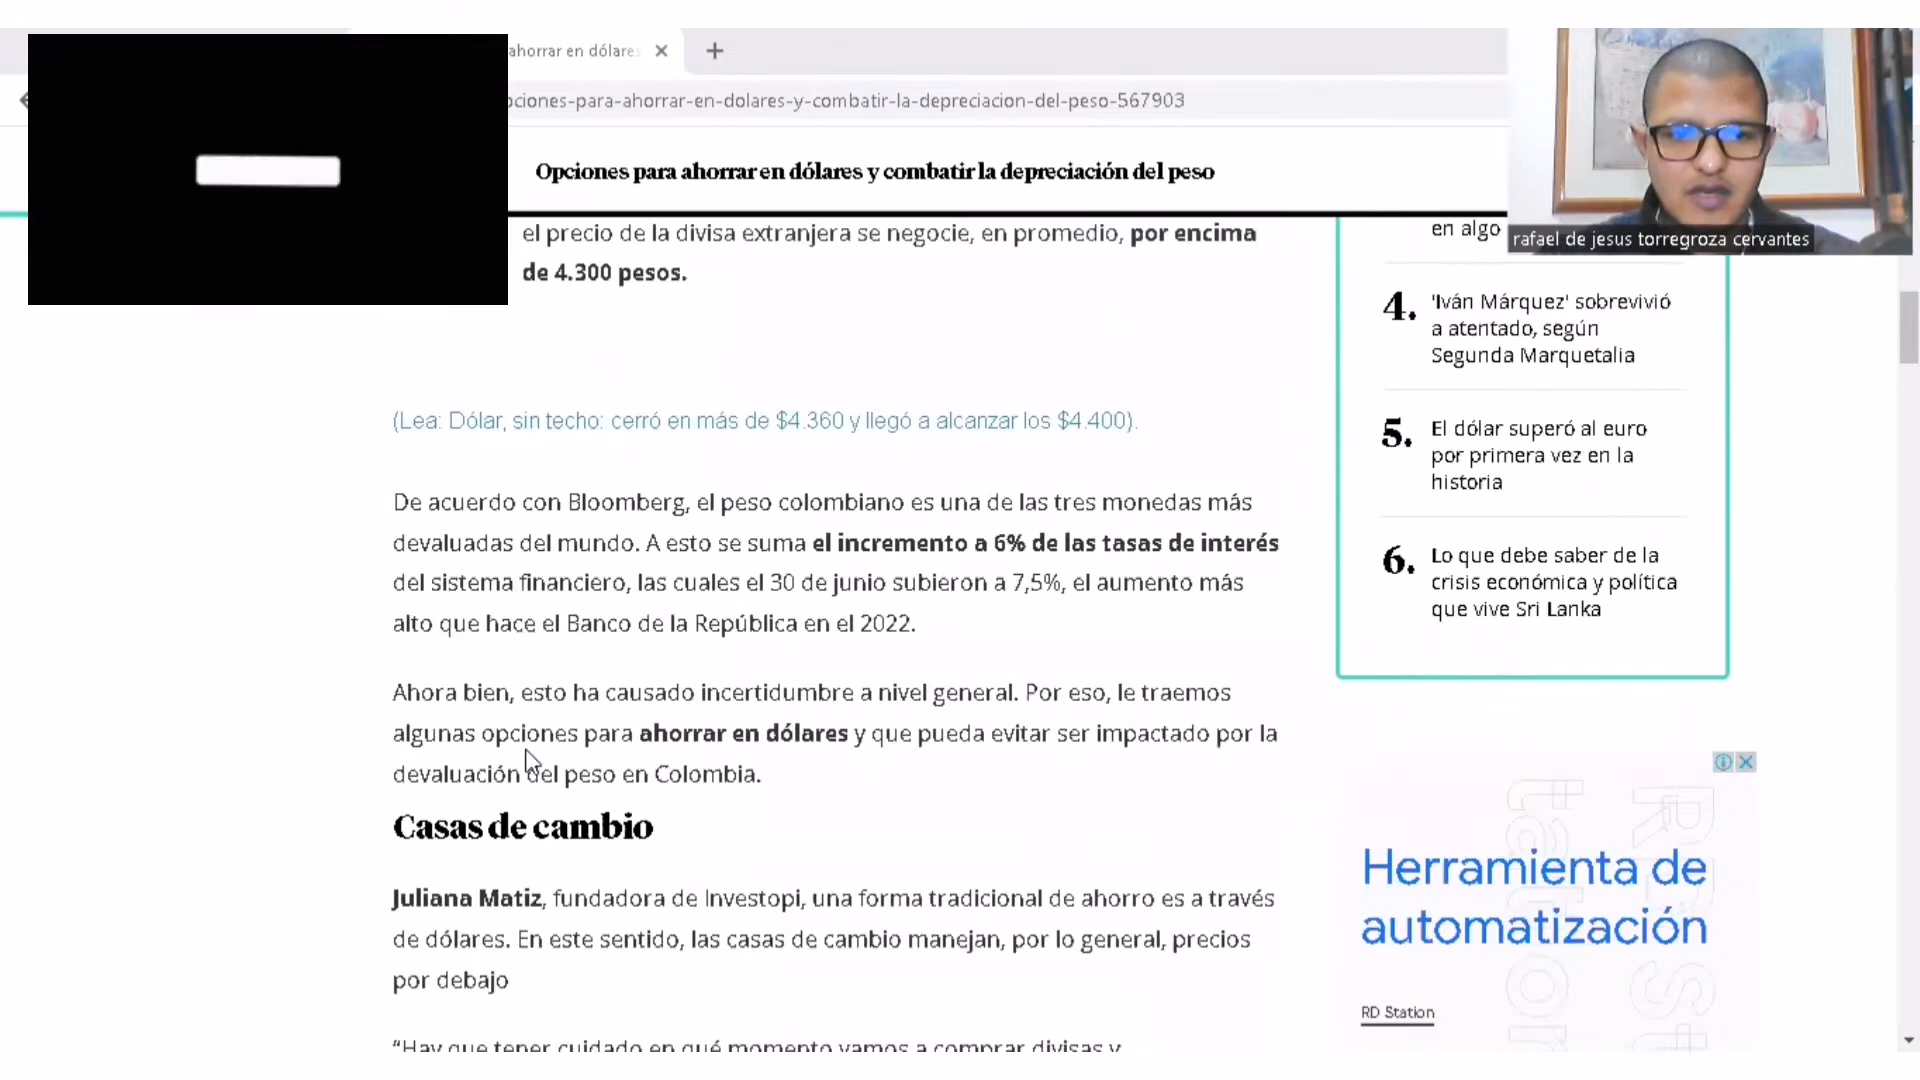 ahorrar en dólares
ciones-para-ahorrar-en-dolares-y-combatir-la-depreciacion-del-peso-567903
Opciones para ahorrar en dólares y combatir la depreciación del peso
el precio de la divisa extranjera se negocie, en promedio, por encima
de 4.300 pesos.
(Lea: Dólar, sin techo: cerró en más de $4.360 y llegó a alcanzar los $4.400).
De acuerdo con Bloomberg, el peso colombiano es una de las tres monedas más
devaluadas del mundo. A esto se suma el incremento a 6% de las tasas de interés
del sistema financiero, las cuales el 30 de junio subieron a 7,5%, el aumento más
alto que hace el Banco de la República en el 2022.
Ahora bien, esto ha causado incertidumbre a nivel general. Por eso, le traemos
algunas opciones para ahorrar en dólares y que pueda evitar ser impactado por la
devaluación del peso en Colombia.
Casas de cambio
Juliana Matiz, fundadora de Investopi, una forma tradicional de ahorro es a través
de dólares. En este sentido, las casas de cambio manejan, por lo general, precios
por debajo
“Hay que tener cuidado en qué momento vamos a comprar divisas y
rafael de jesus torregroza cervantes
en algo
4. 'Iván Márquez' sobrevivió
a atentado, según
Segunda Marquetalia
5. El dólar superó al euro
por primera vez en la
historia
6. Lo que debe saber de la
crisis económica y política
que vive Sri Lanka
Herramienta de
automatización
RD Station